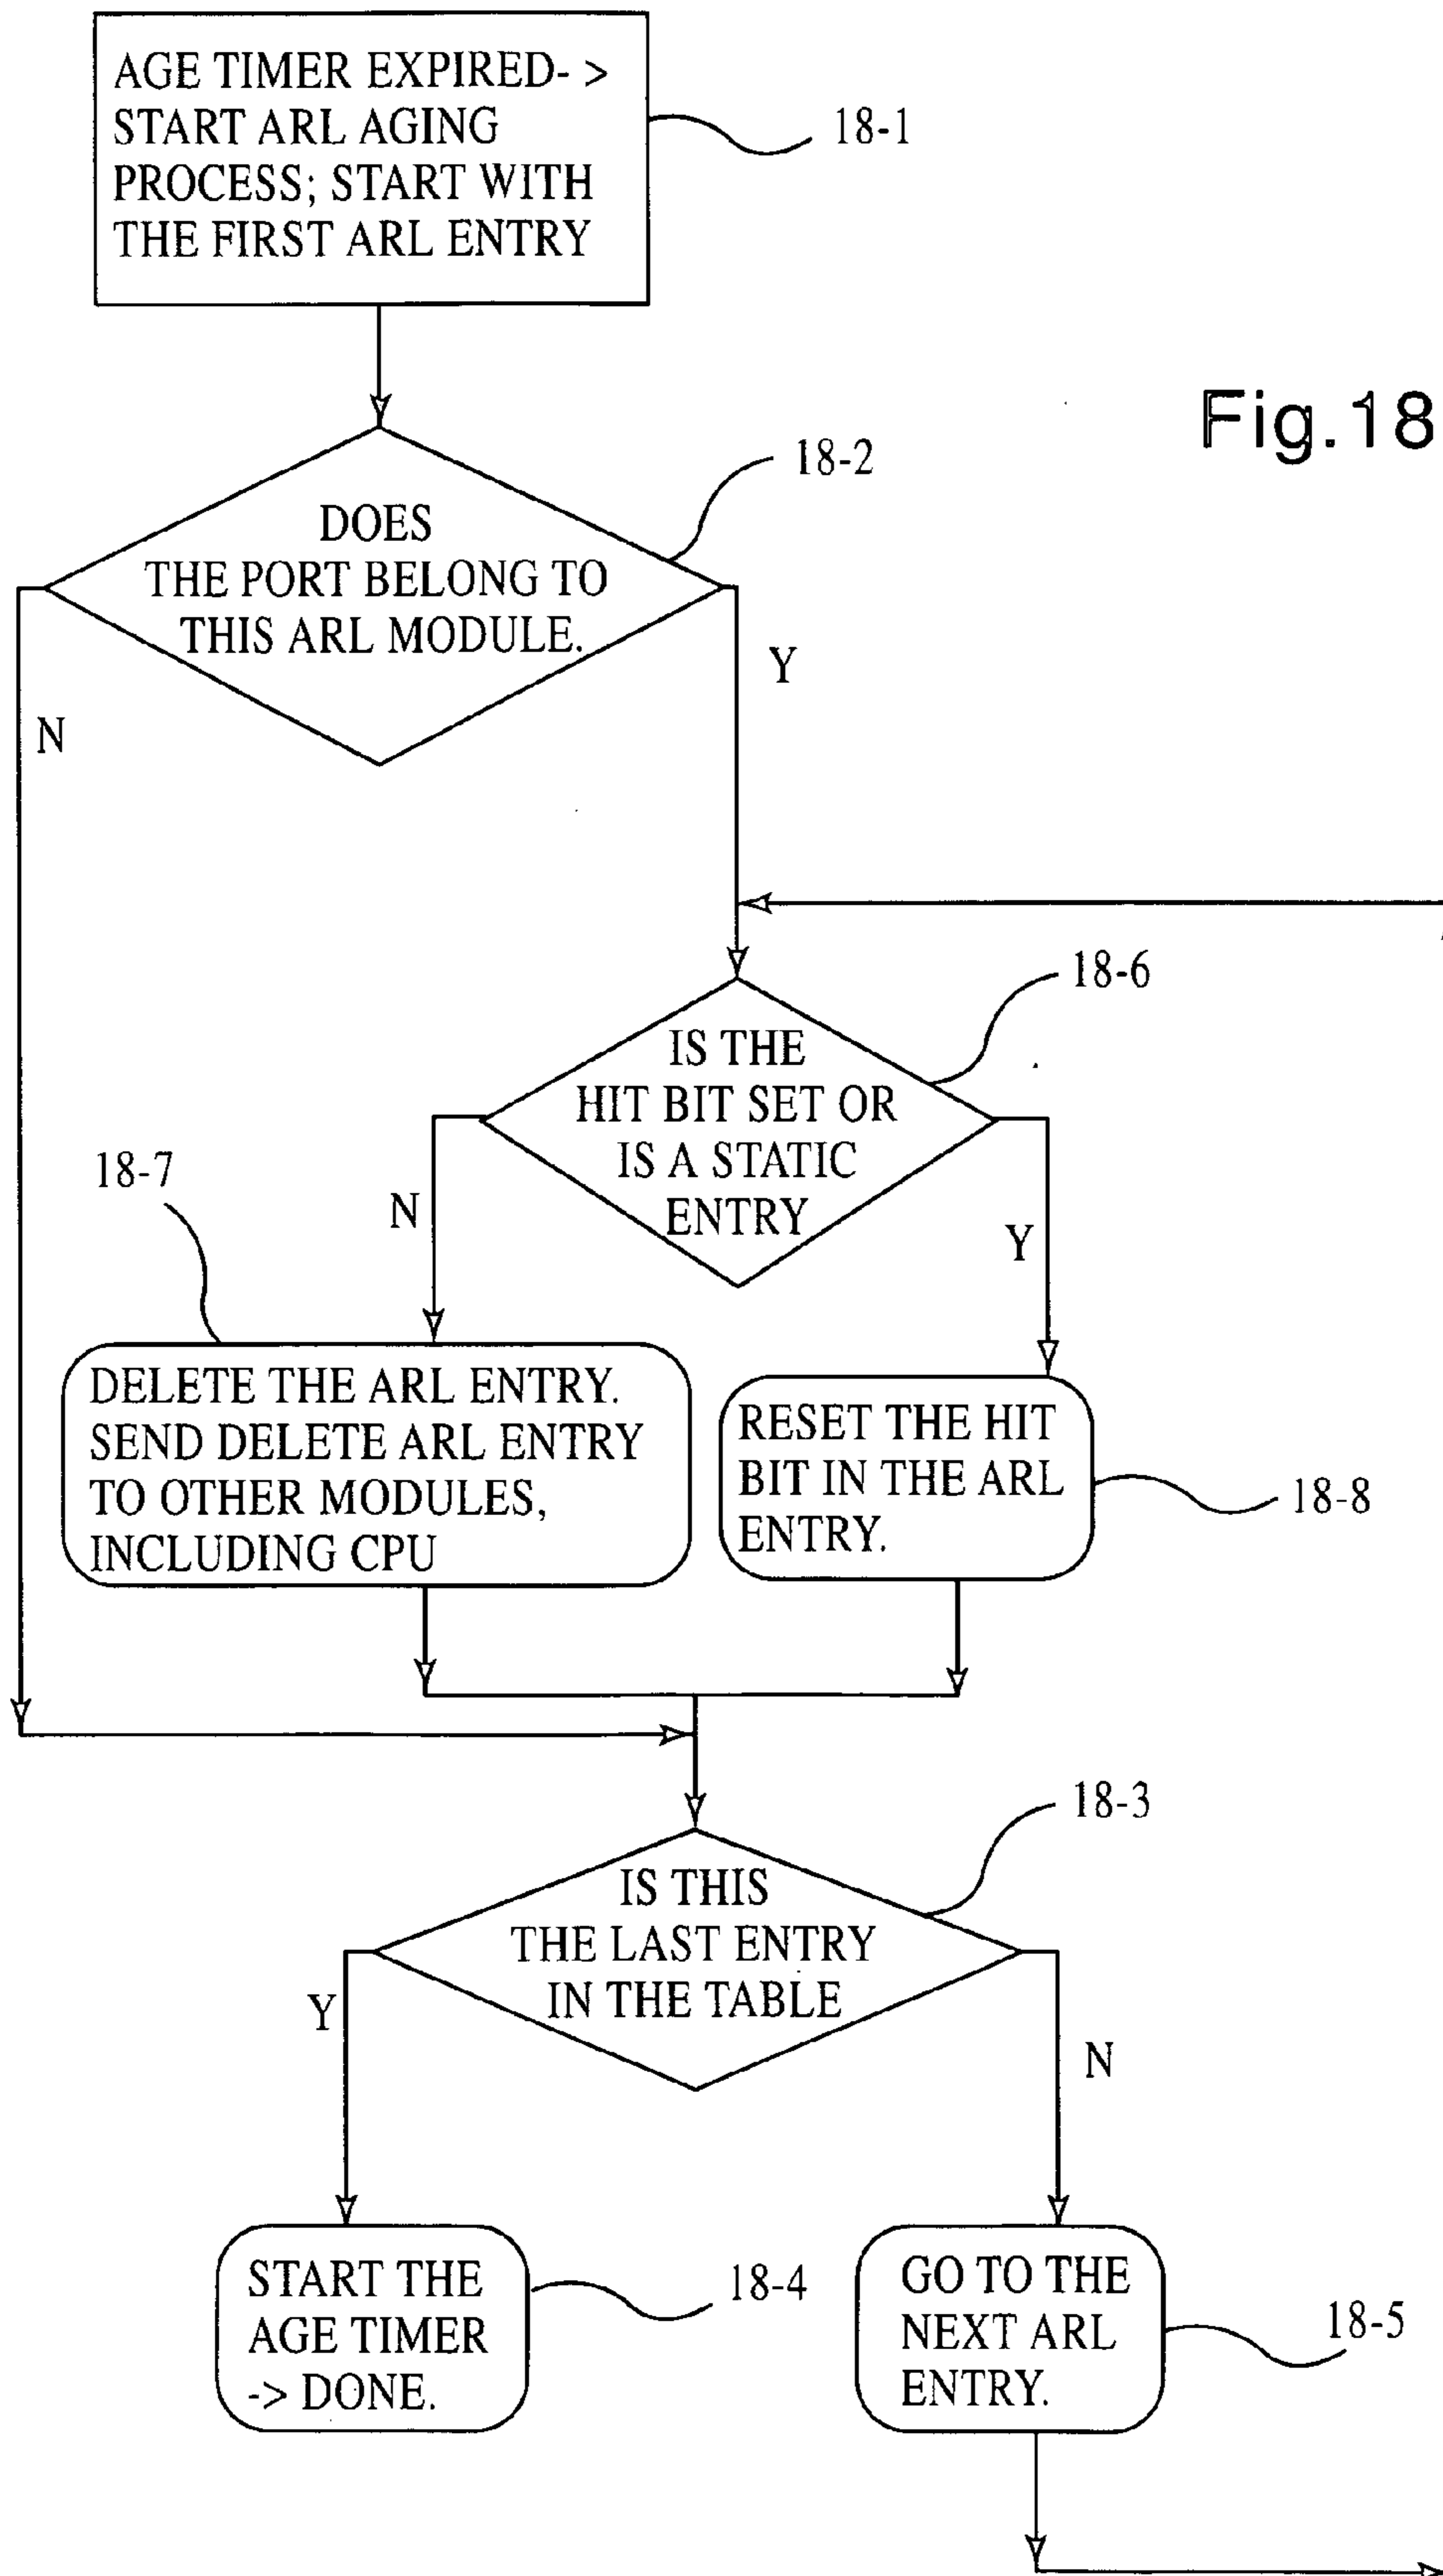 AGE TIMER EXPIRED- >
START ARL AGING
PROCESS; START WITH
THE FIRST ARL ENTRY
18-1
Fig.18
18-2
DOES
THE PORT BELONG TO
THIS ARL MODULE.
Y
N
18-6
IS THE
HIT BIT SET OR
IS A STATIC
ENTRY
18-7
N
Y
DELETE THE ARL ENTRY.
SEND DELETE ARL ENTRY
TO OTHER MODULES,
INCLUDING CPU
RESET THE HIT
BIT IN THE ARL
ENTRY.
18-8
18-3
IS THIS
THE LAST ENTRY
IN THE TABLE
Y
N
START THE
AGE TIMER
-> DONE.
18-4
GO TO THE
NEXT ARL
ENTRY.
18-5